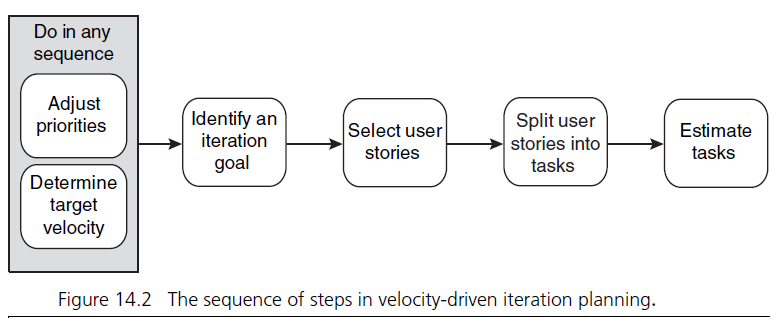 Do in any
sequence
Adjust
priorities
Determine
target
velocity
Identify an
iteration
goal
Select user
stories
Split user
stories into
tasks
Estimate
tasks
Figure 14.2 The sequence of steps in velocity-driven iteration planning.